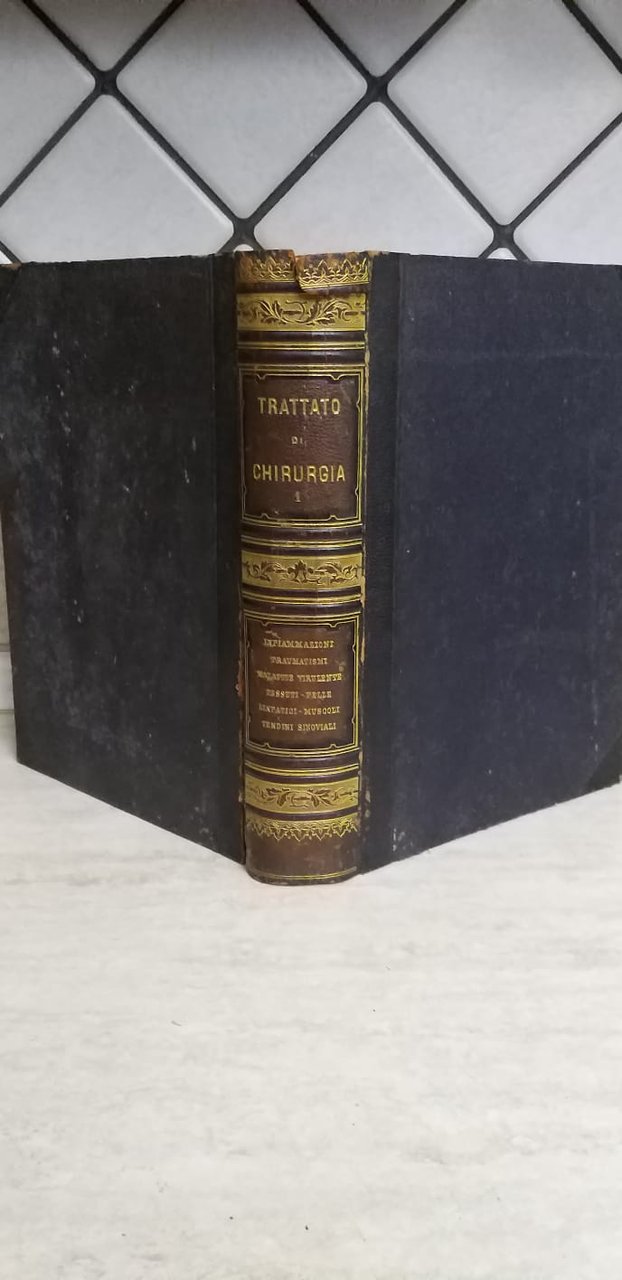 TRATTATO
DI
CHIRURGIA
1
INFIAMMAZIONI
TRAUMATISMI
MALATTIE VIRULENTE
TESSUTI - PELLE
LINFATICI - MUSCOLI
TENDINI SINOVIALI